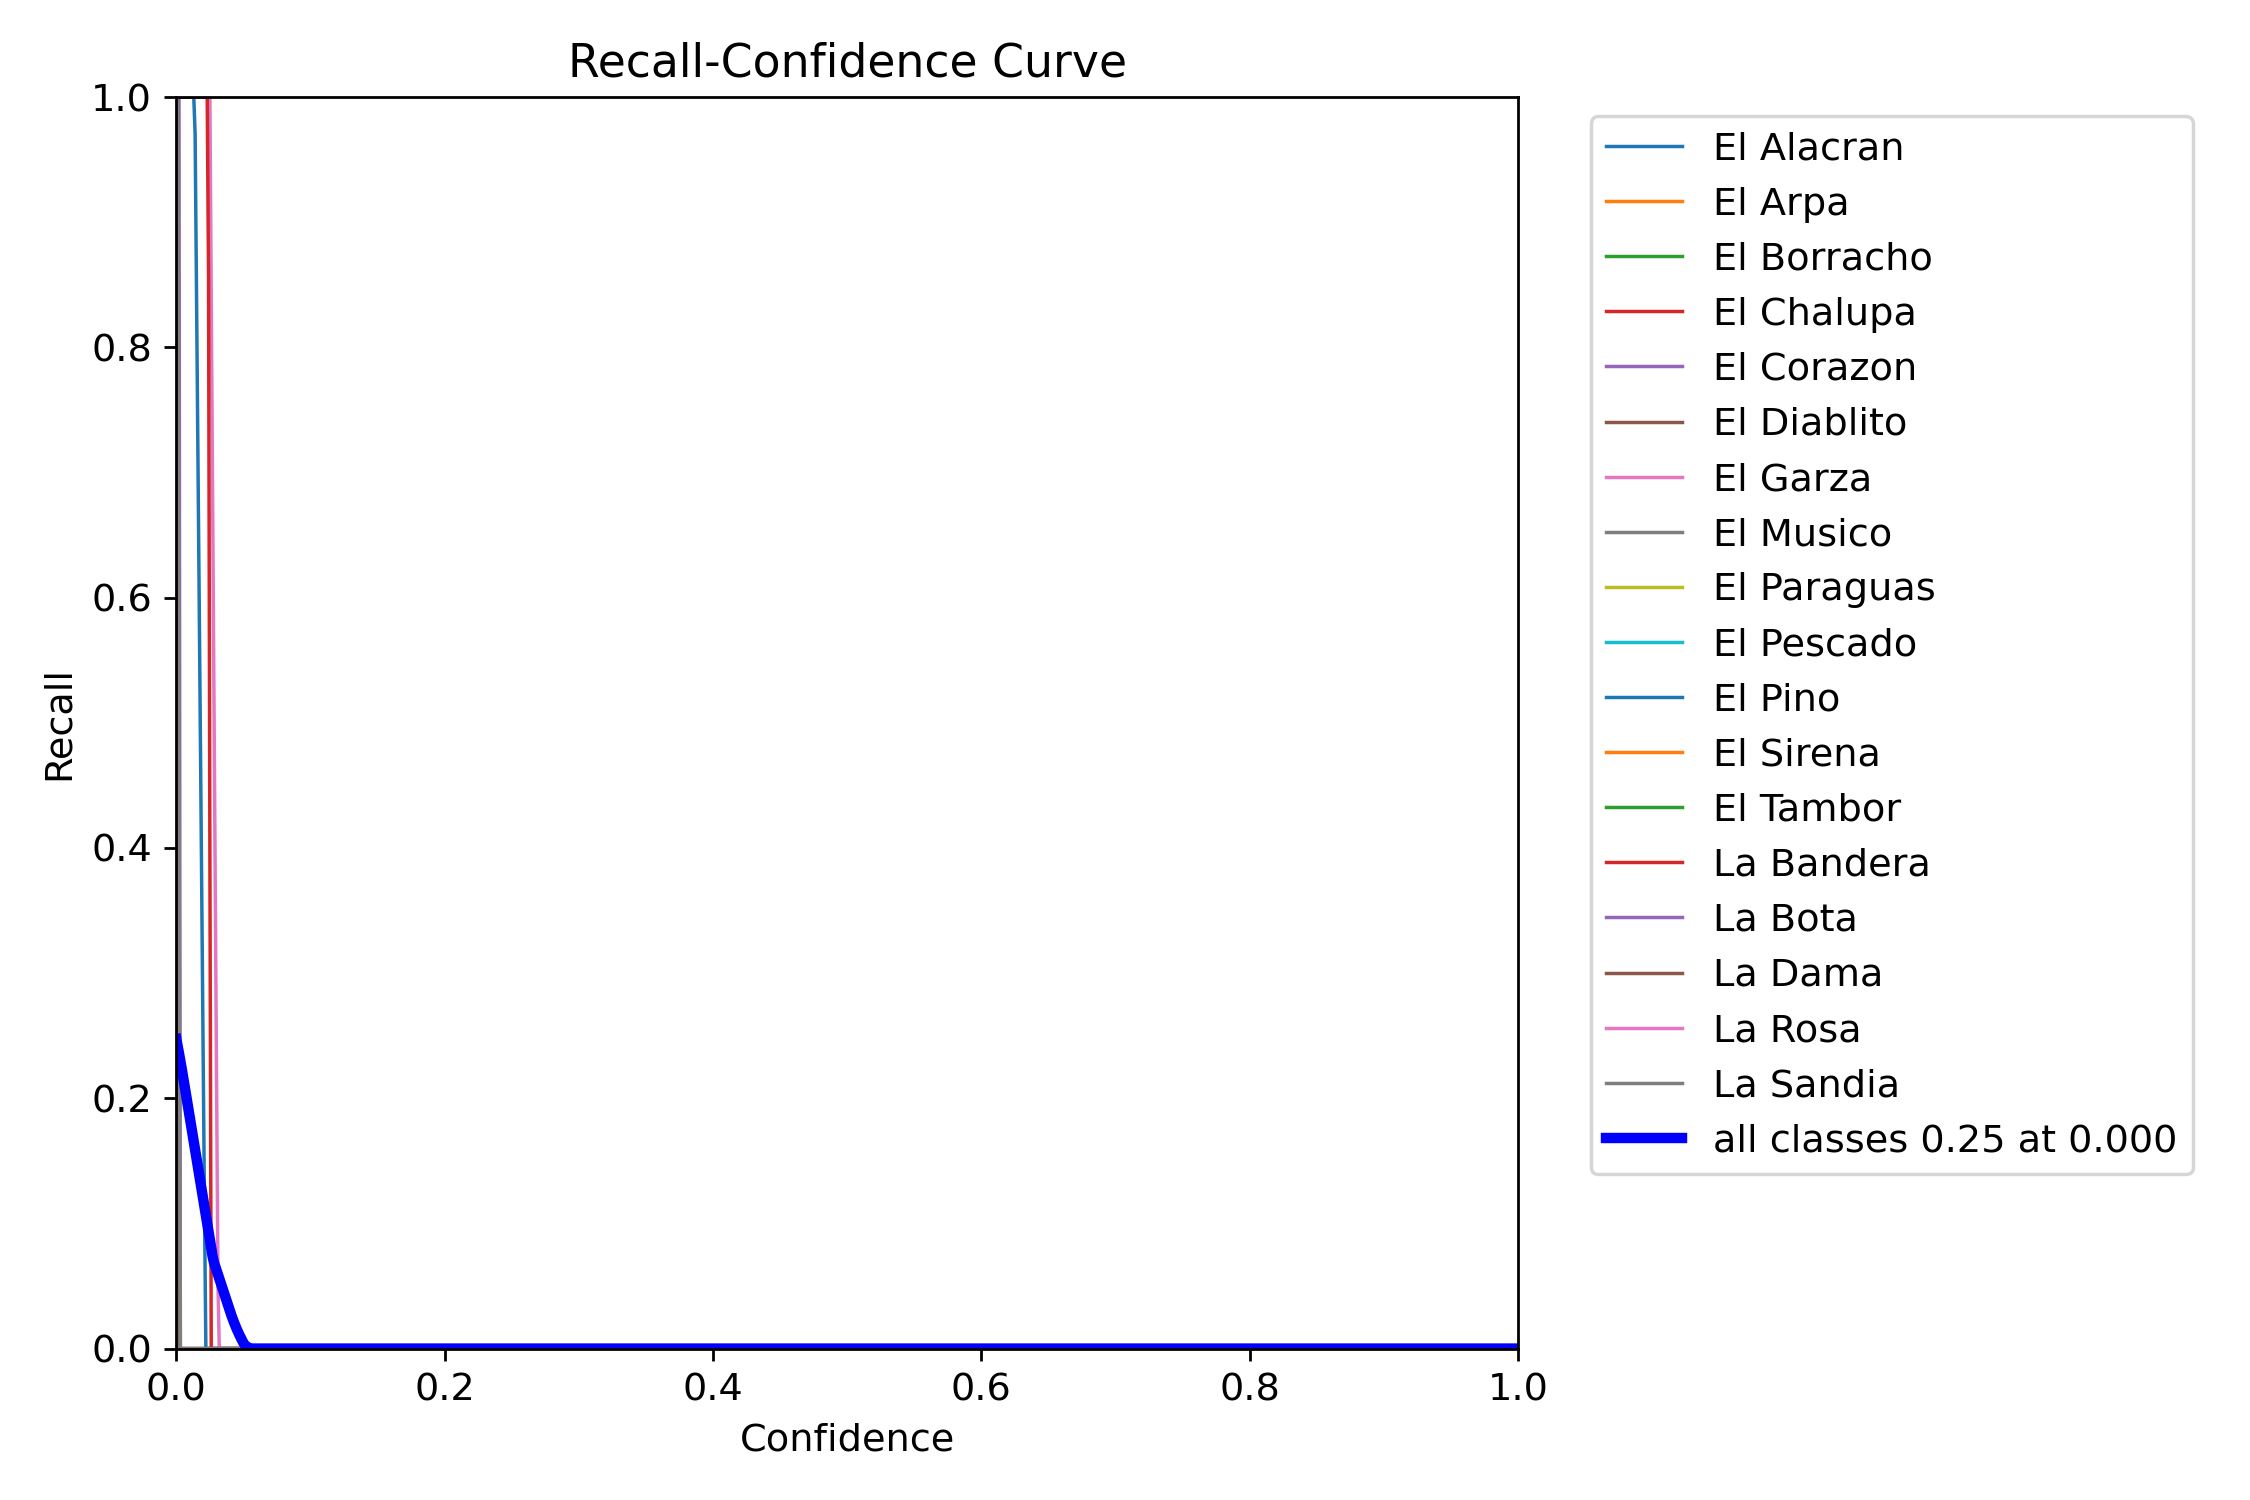 Recall-Confidence Curve
1.0
0.8
0.6
0.4
0.2
0.0
Recall
0.0 0.2 0.4 0.6 0.8 1.0
Confidence
El Alacran
El Arpa
El Borracho
El Chalupa
El Corazon
El Diablito
El Garza
El Musico
El Paraguas
El Pescado
El Pino
El Sirena
El Tambor
La Bandera
La Bota
La Dama
La Rosa
La Sandia
all classes 0.25 at 0.000